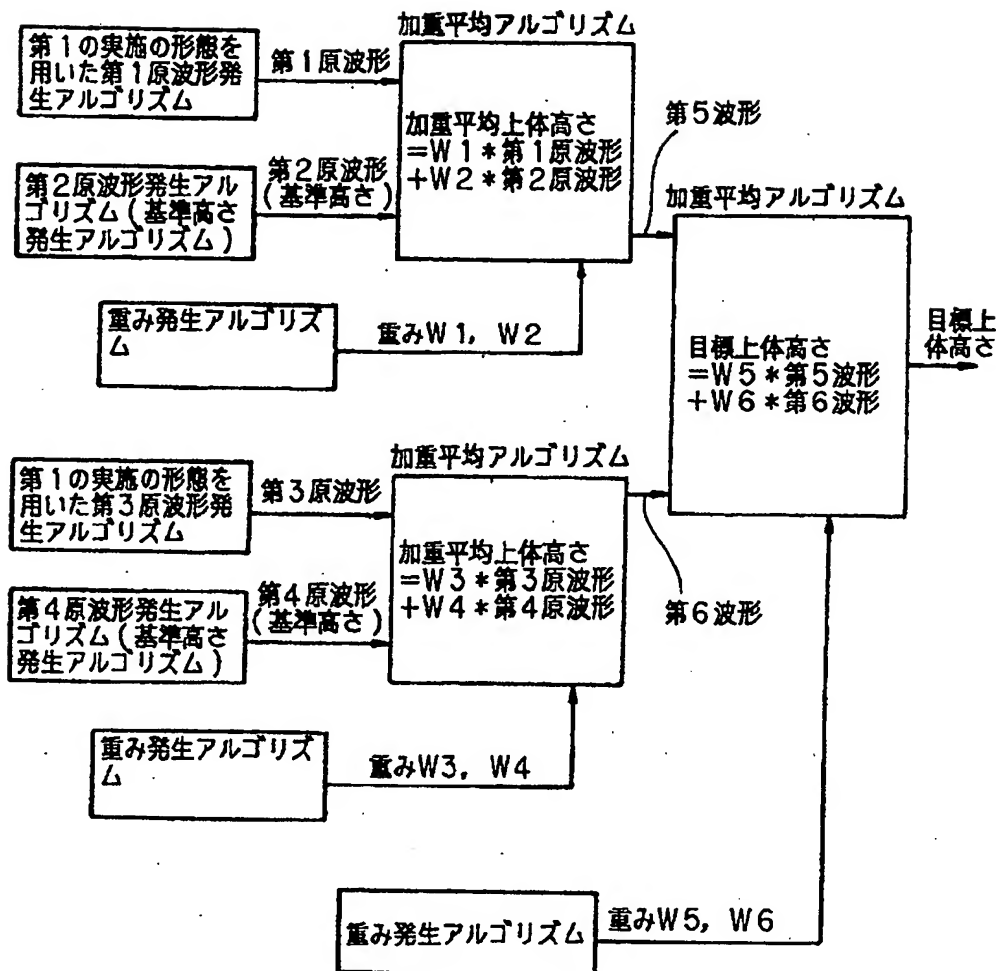 加重平均アルゴリズム
第1の実施の形態を
用いた第1原波形発
生アルゴリズム
第1原波形
加重平均上体高さ
=W1*第1原波形
+W2*第2原波形
第2原波形発生アル
ゴリズム(基準高さ
発生アルゴリズム)
第2原波形
(基準高さ)
重み発生アルゴリズ
ム
重みW1, W2
第5波形
加重平均アルゴリズム
目標上体高さ
=W5*第5波形
+W6*第6波形
目標上
体高さ
加重平均アルゴリズム
第1の実施の形態を
用いた第3原波形発
生アルゴリズム
第3原波形
加重平均上体高さ
=W3*第3原波形
+W4*第4原波形
第4原波形発生アル
ゴリズム(基準高さ
発生アルゴリズム)
第4原波形
(基準高さ)
第6波形
重み発生アルゴリズ
ム
重みW3, W4
重み発生アルゴリズム
重みW5, W6